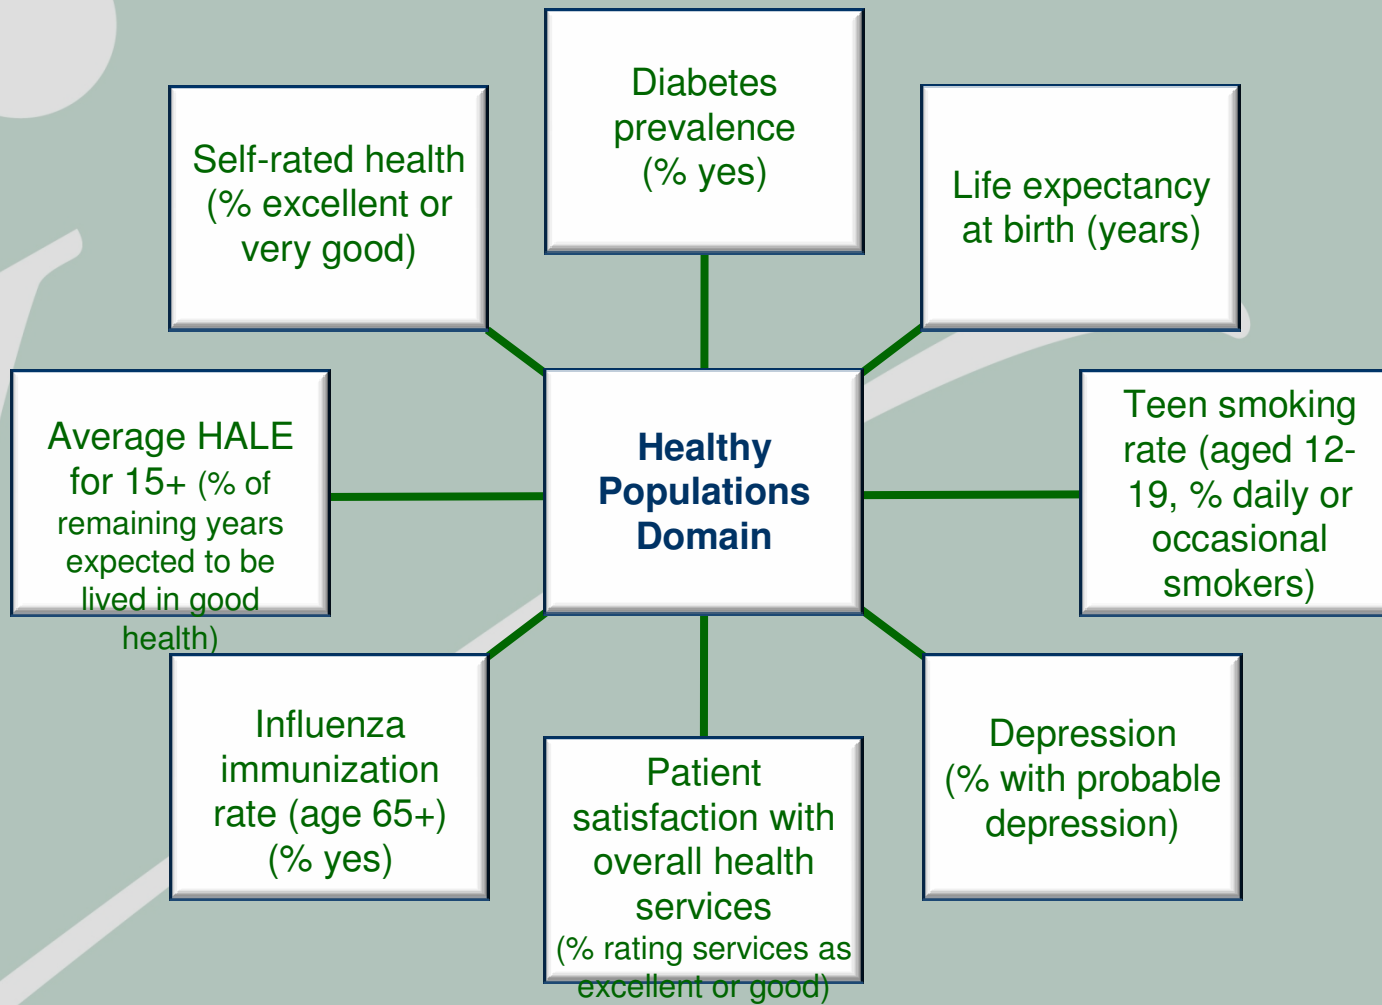 Diabetes
prevalence
(% yes)
Self-rated health
(% excellent or
very good)
Life expectancy
at birth (years)
Average HALE
for 15+ (% of
remaining years
expected to be
lived in good
health)
Healthy
Populations
Domain
Teen smoking
rate (aged 12-
19, % daily or
occasional
smokers)
Influenza
immunization
rate (age 65+)
(% yes)
Patient
satisfaction with
overall health
services
(% rating services as
excellent or good)
Depression
(% with probable
depression)